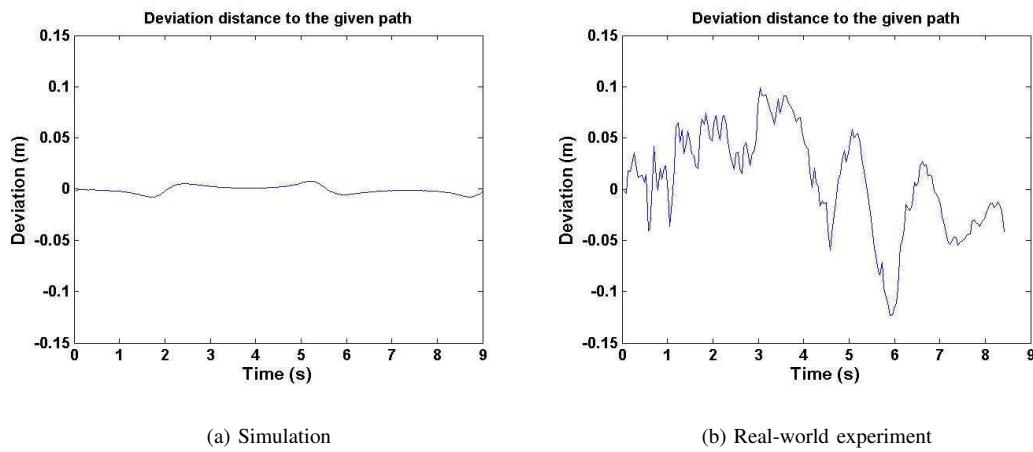 Deviation distance to the given path
0.15
0.1
0.05
0
-0.05
-0.1
-0.15
Deviation (m)
0 1 2 3 4 5 6 7 8 9
Time (s)
(a) Simulation
Deviation distance to the given path
0.15
0.1
0.05
0
-0.05
-0.1
-0.15
Deviation (m)
0 1 2 3 4 5 6 7 8 9
Time (s)
(b) Real-world experiment